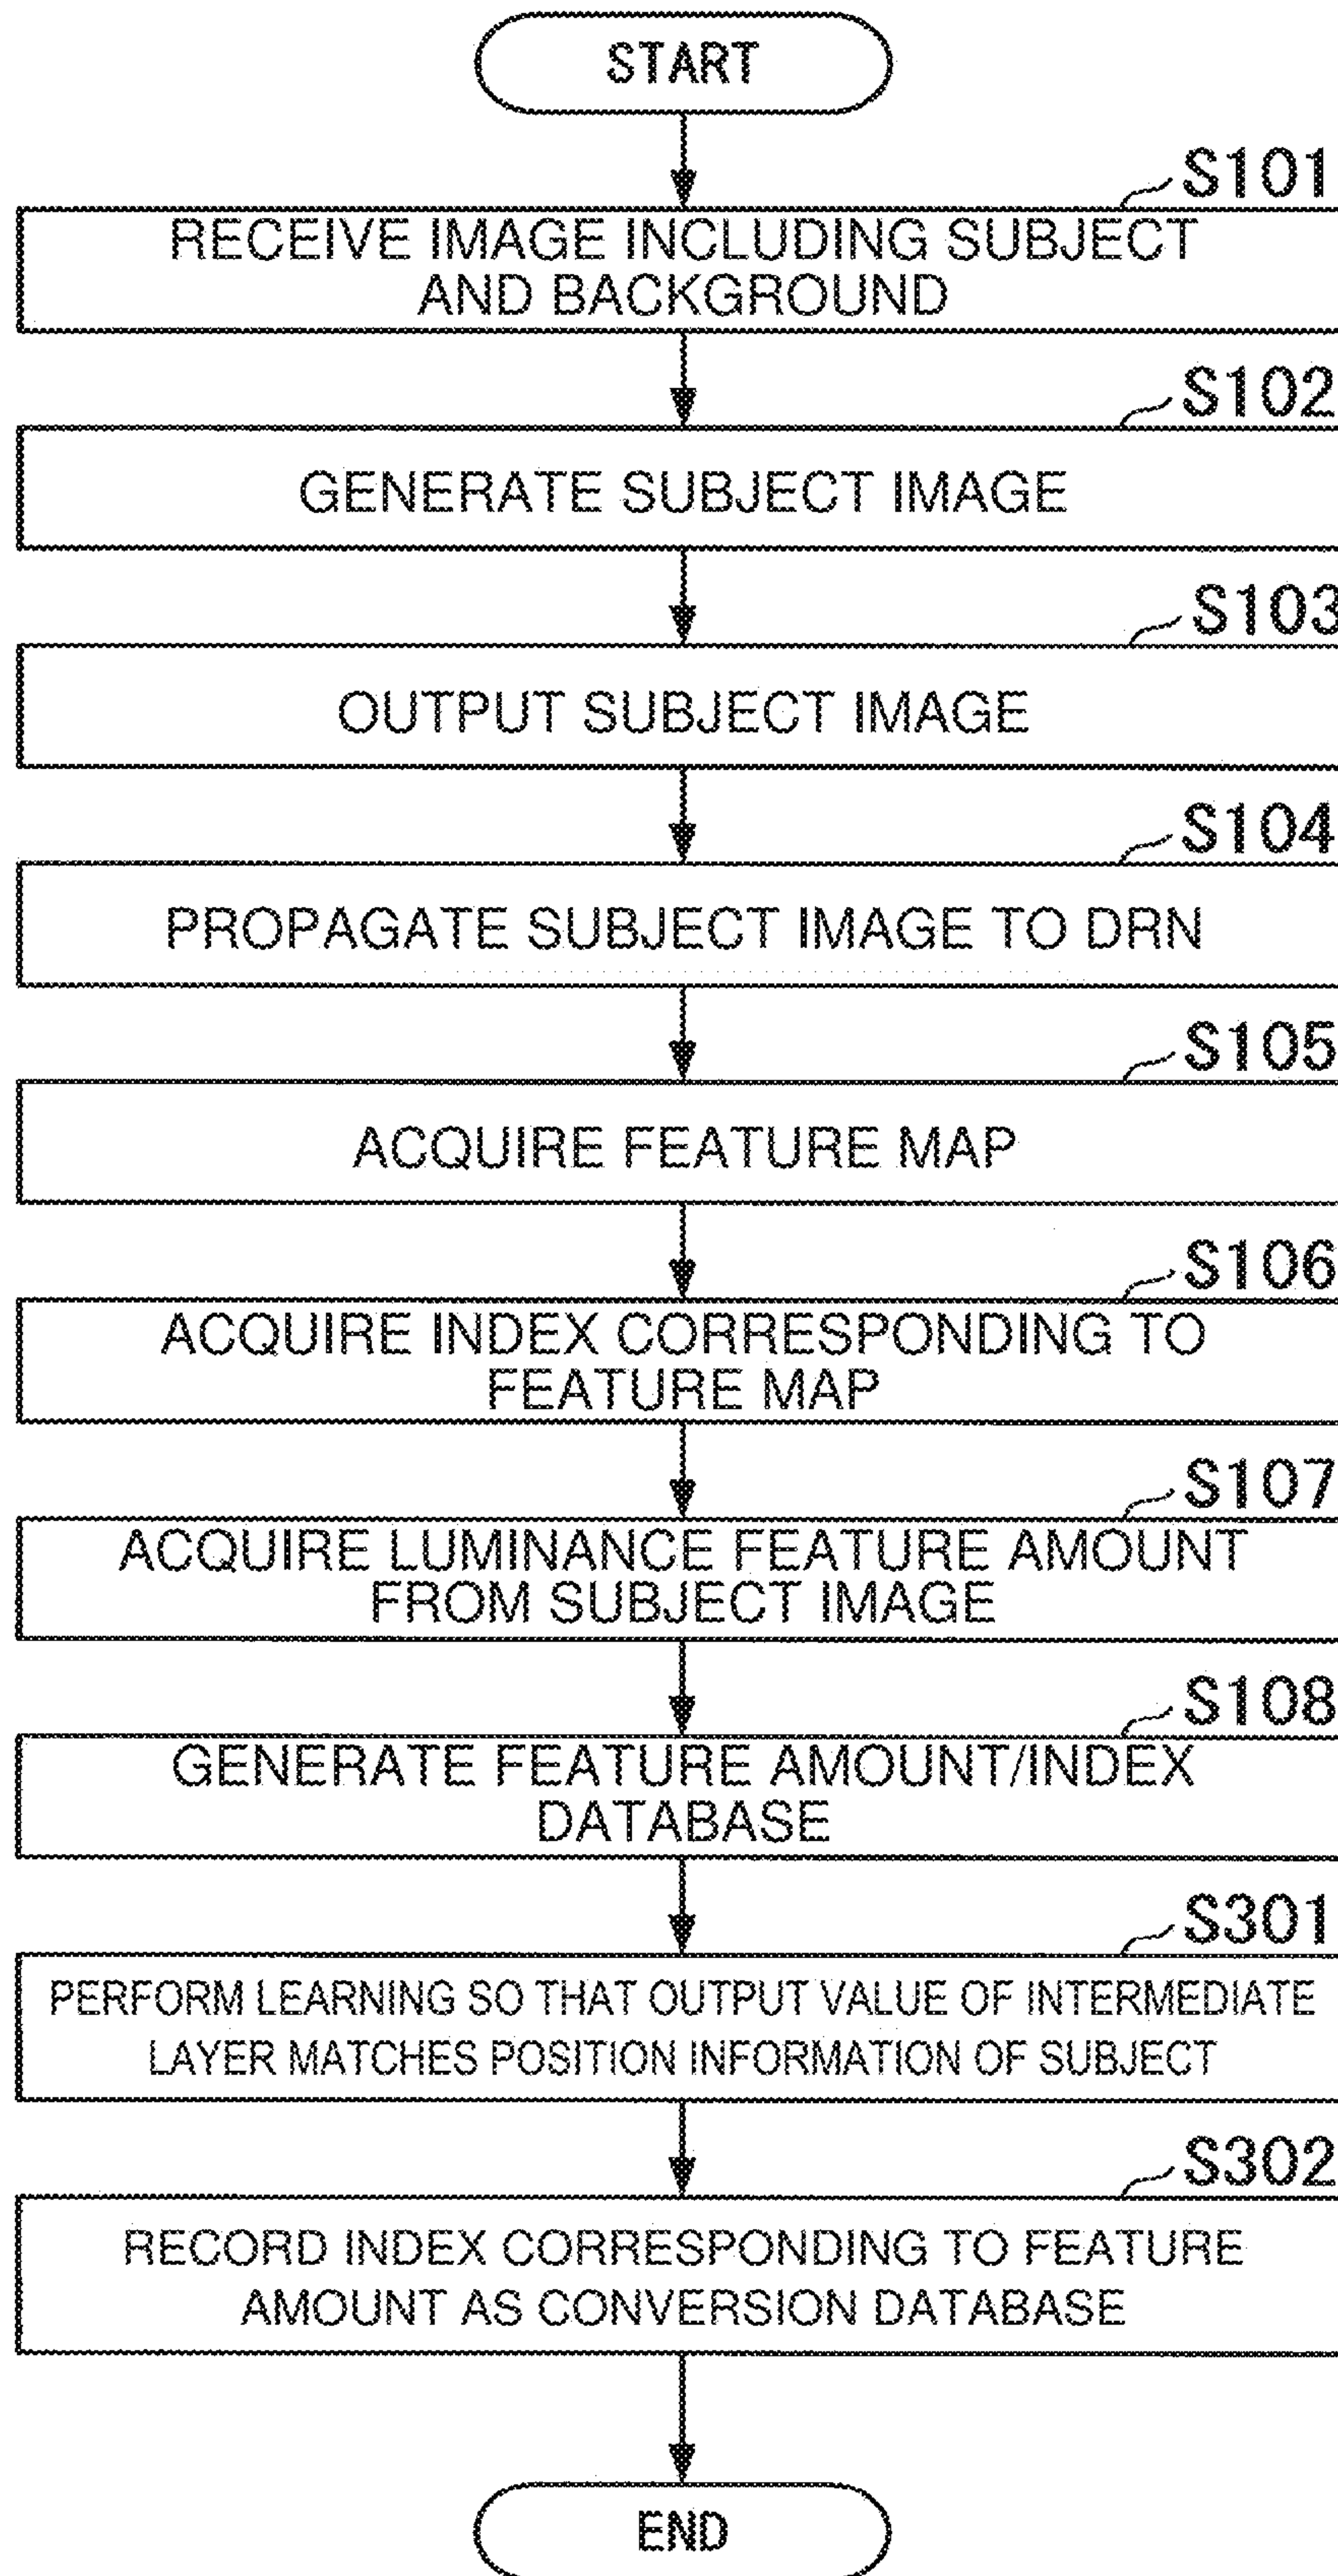 START
S101
RECEIVE IMAGE INCLUDING SUBJECT
AND BACKGROUND
S102
GENERATE SUBJECT IMAGE
S103
OUTPUT SUBJECT IMAGE
S104
PROPAGATE SUBJECT IMAGE TO DRN
S105
ACQUIRE FEATURE MAP
S106
ACQUIRE INDEX CORRESPONDING TO
FEATURE MAP
S107
ACQUIRE LUMINANCE FEATURE AMOUNT
FROM SUBJECT IMAGE
S108
GENERATE FEATURE AMOUNT/INDEX
DATABASE
S301
PERFORM LEARNING SO THAT OUTPUT VALUE OF INTERMEDIATE
LAYER MATCHES POSITION INFORMATION OF SUBJECT
S302
RECORD INDEX CORRESPONDING TO FEATURE
AMOUNT AS CONVERSION DATABASE
END